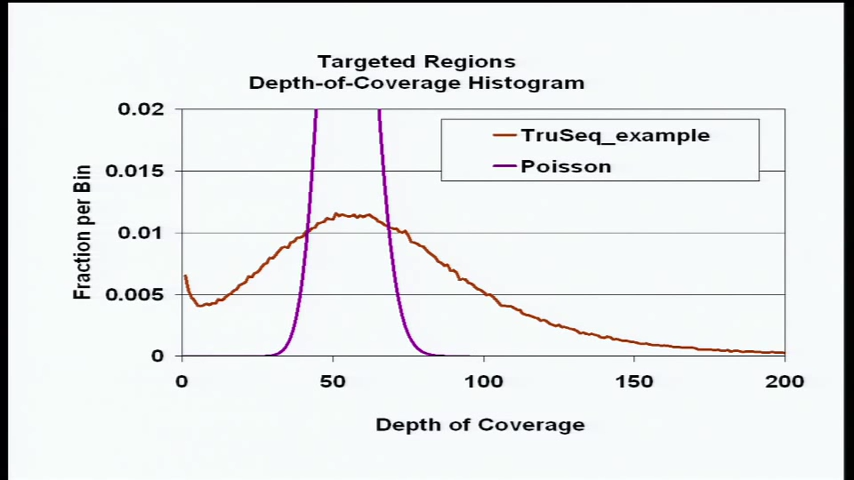 Targeted Regions
Depth-of-Coverage Histogram
0.02
0.015
0.01
0.005
0
Fraction per Bin
TruSeq_example
Poisson
0
50
100
150
200
Depth of Coverage